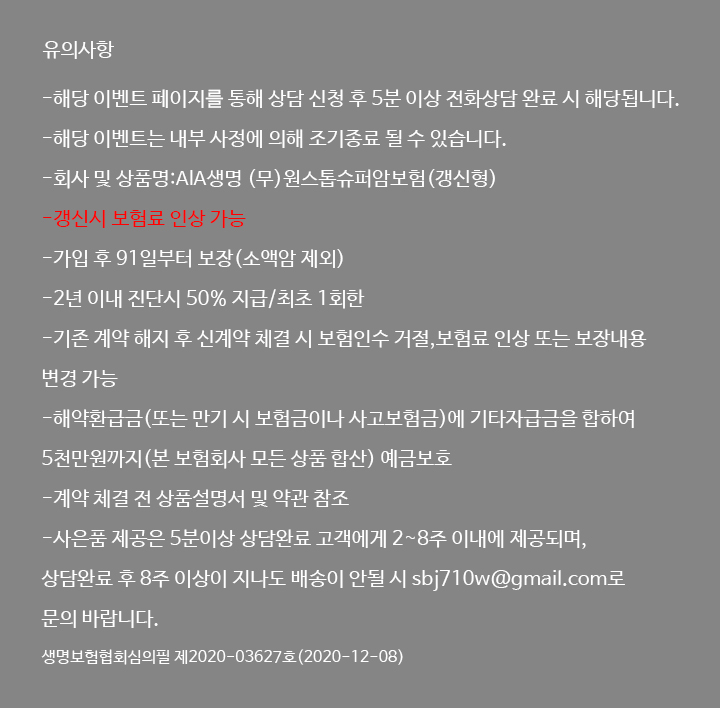 유의사항
-해당 이벤트 페이지를 통해 상담 신청 후 5분 이상 전화상담 완료 시 해당됩니다.
-해당 이벤트는 내부 사정에 의해 조기종료 될 수 있습니다.
-회사 및 상품명:AIA생명 (무)원스톱슈퍼암보험(갱신형)
-갱신시 보험료 인상 가능
-가입 후 91일부터 보장(소액암 제외)
-2년 이내 진단시 50% 지급/최초 1회한
-기존 계약 해지 후 신계약 체결 시 보험인수 거절,보험료 인상 또는 보장내용
변경 가능
-해약환급금(또는 만기 시 보험금이나 사고보험금)에 기타자급금을 합하여
5천만원까지(본 보험회사 모든 상품 합산) 예금보호
-계약 체결 전 상품설명서 및 약관 참조
-사은품 제공은 5분이상 상담완료 고객에게 2~8주 이내에 제공되며,
상담완료 후 8주 이상이 지나도 배송이 안될 시 sbj710w@gmail.com로
문의 바랍니다.
생명보험협회심의필 제2020-03627호(2020-12-08)